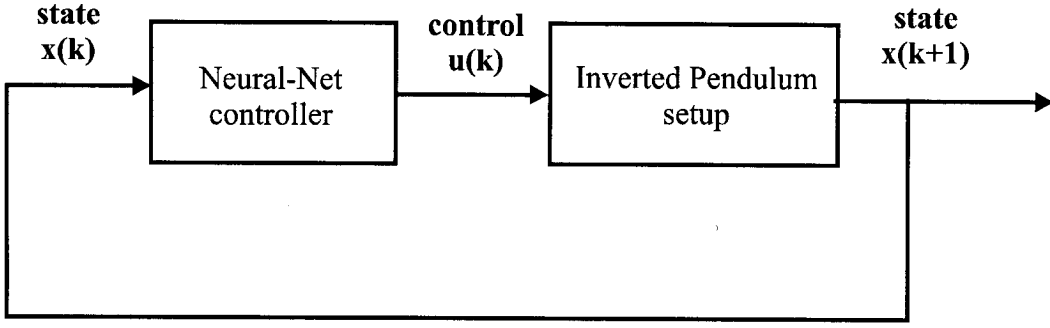 state
x(k)
Neural-Net
controller
control
u(k)
Inverted Pendulum
setup
state
x(k+1)